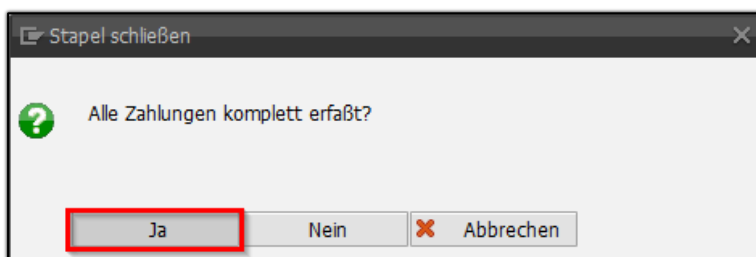 Stapel schließen
Alle Zahlungen komplett erfaßt?
Ja Nein Abbrechen